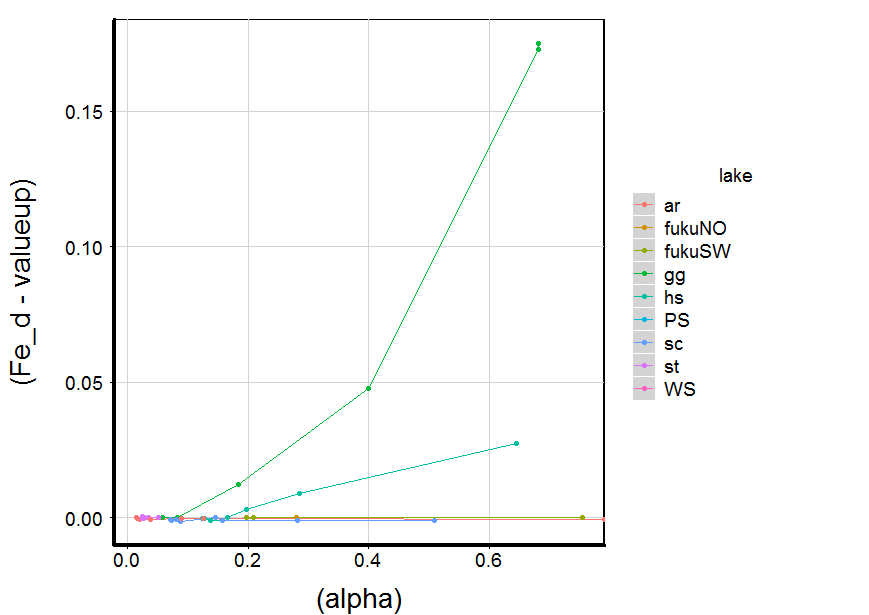 (Fe_d - valueup)
0.15
0.10
0.05
0.00
0.0 0.2 0.4 0.6
(alpha)
lake
ar
fukuNO
fukuSW
gg
hs
PS
sc
st
WS